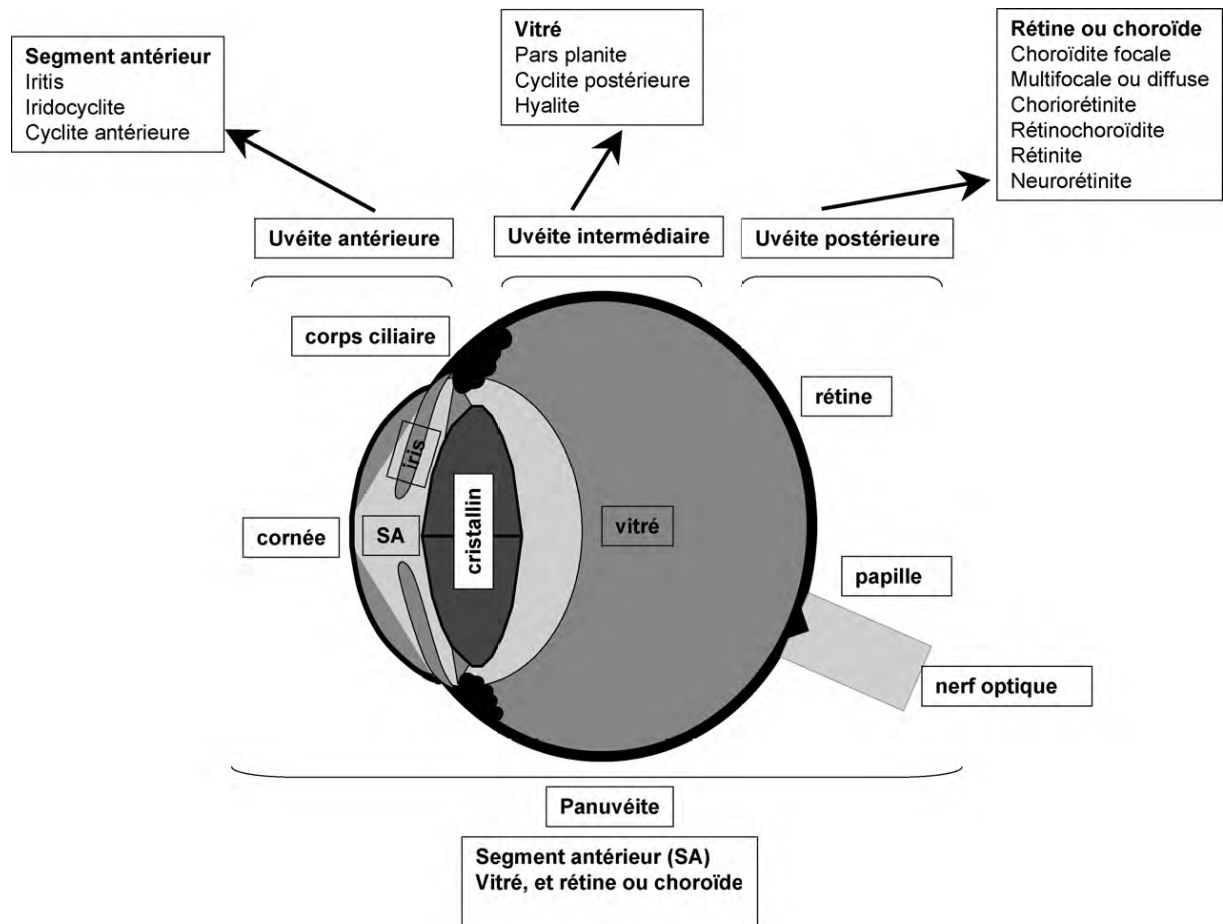 Segment antérieur
Iritis
Iridocyclite
Cyclite antérieure
Vitré
Pars planite
Cyclite postérieure
Hyalite
Rétine ou choroïde
Choroïdite focale
Multifocale ou diffuse
Choriorétinite
Rétinochoroïdite
Rétinite
Neurorétinite
Uvéite antérieure
Uvéite intermédiaire
Uvéite postérieure
corps ciliaire
rétine
iris
cornée
SA
cristallin
vitré
papille
nerf optique
Panuvéite
Segment antérieur (SA)
Vitré, et rétine ou choroïde